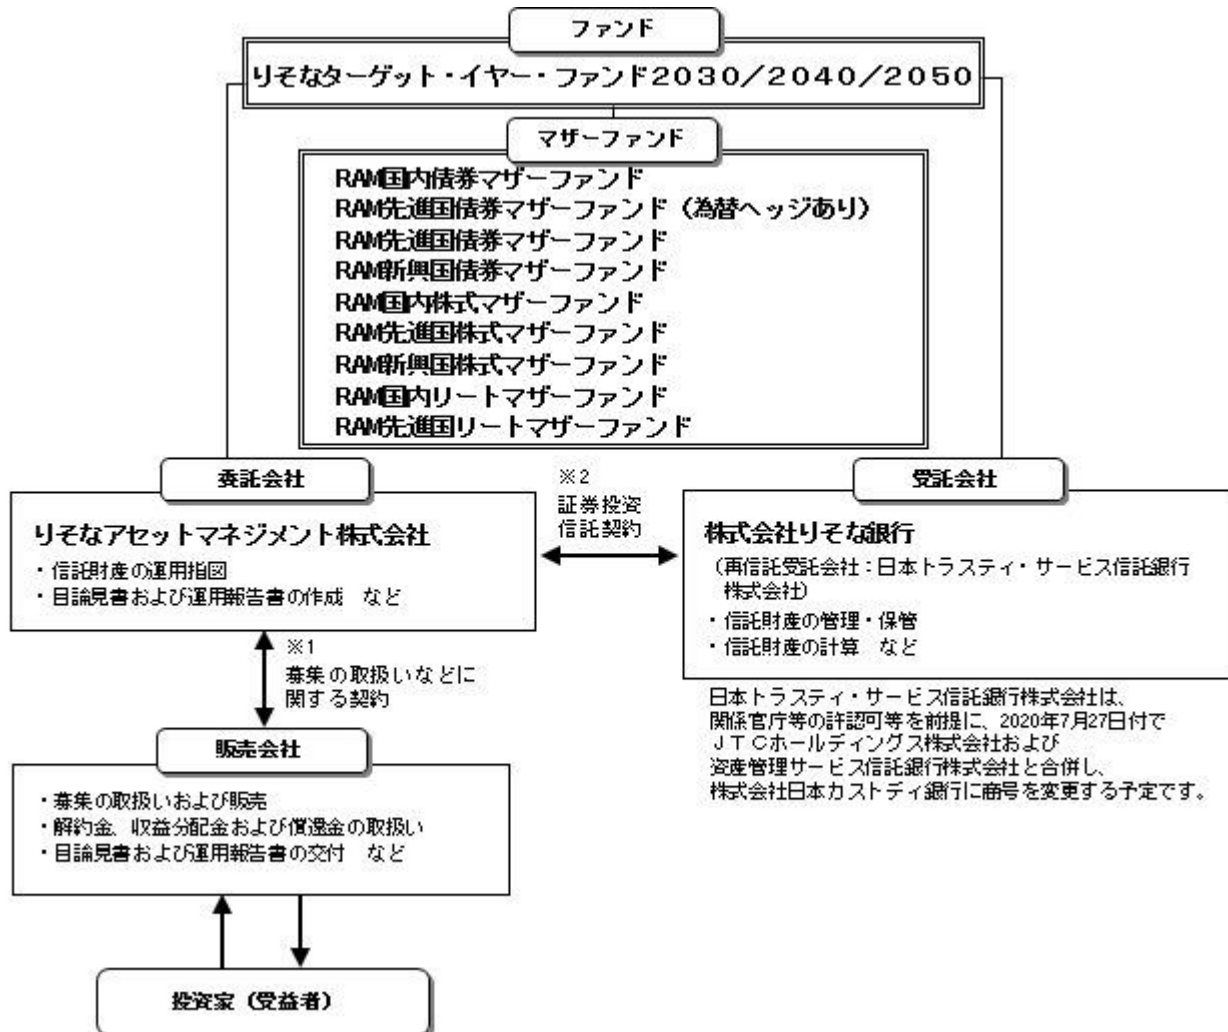 ファンド
りそなターゲット・イヤー・ファンド2030/2040/2050
マザーファンド
RAM国内債券マザーファンド
RAM先進国債券マザーファンド(為替ヘッジあり)
RAM先進国債券マザーファンド
RAM新興国債券マザーファンド
RAM国内株式マザーファンド
RAM先進国株式マザーファンド
RAM新興国株式マザーファンド
RAM国内リートマザーファンド
RAM先進国リートマザーファンド
委託会社
りそなアセットマネジメント株式会社
・信託財産の運用指図
・目論見書および運用報告書の作成 など
※2
証券投資
信託契約
受託会社
株式会社りそな銀行
(再信託受託会社:日本トラスティ・サービス信託銀行
株式会社)
・信託財産の管理・保管
・信託財産の計算 など
日本トラスティ・サービス信託銀行株式会社は、
関係官庁等の許認可等を前提に、2020年7月27日付で
JTCホールディングス株式会社および
資産管理サービス信託銀行株式会社と合併し、
株式会社日本カストディ銀行に商号を変更する予定です。
※1
募集の取扱いなどに
関する契約
販売会社
・募集の取扱いおよび販売
・解約金、収益分配金および償還金の取扱い
・目論見書および運用報告書の交付 など
投資家(受益者)